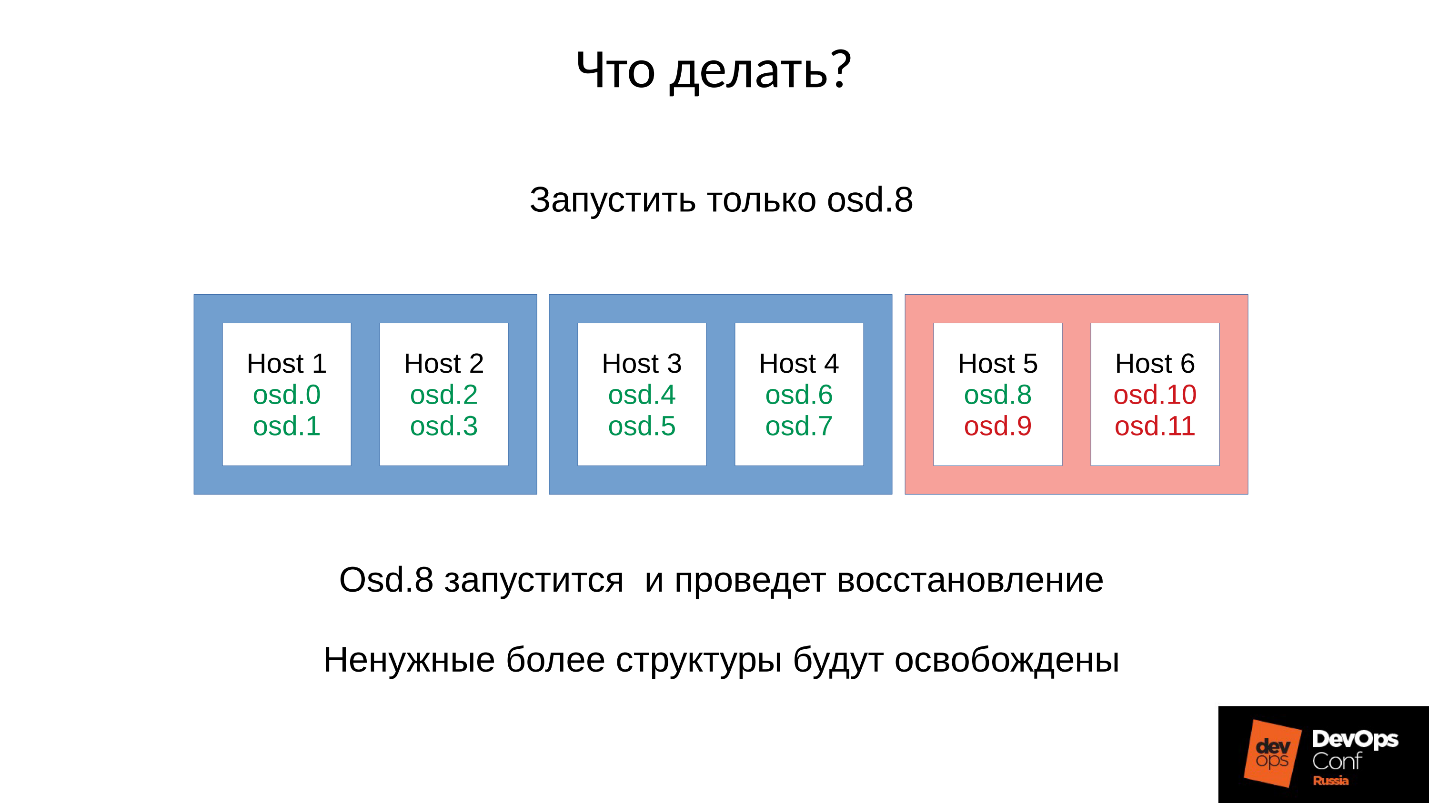 Что делать?
Запустить только osd.8
Host 1
osd.0
osd.1
Host 2
osd.2
osd.3
Host 3
osd.4
osd.5
Host 4
osd.6
osd.7
Host 5
osd.8
osd.9
Host 6
osd.10
osd.11
Osd.8 запустится  и проведет восстановление
Ненужные более структуры будут освобождены
dev
ops
DevOps
Conf
Russia